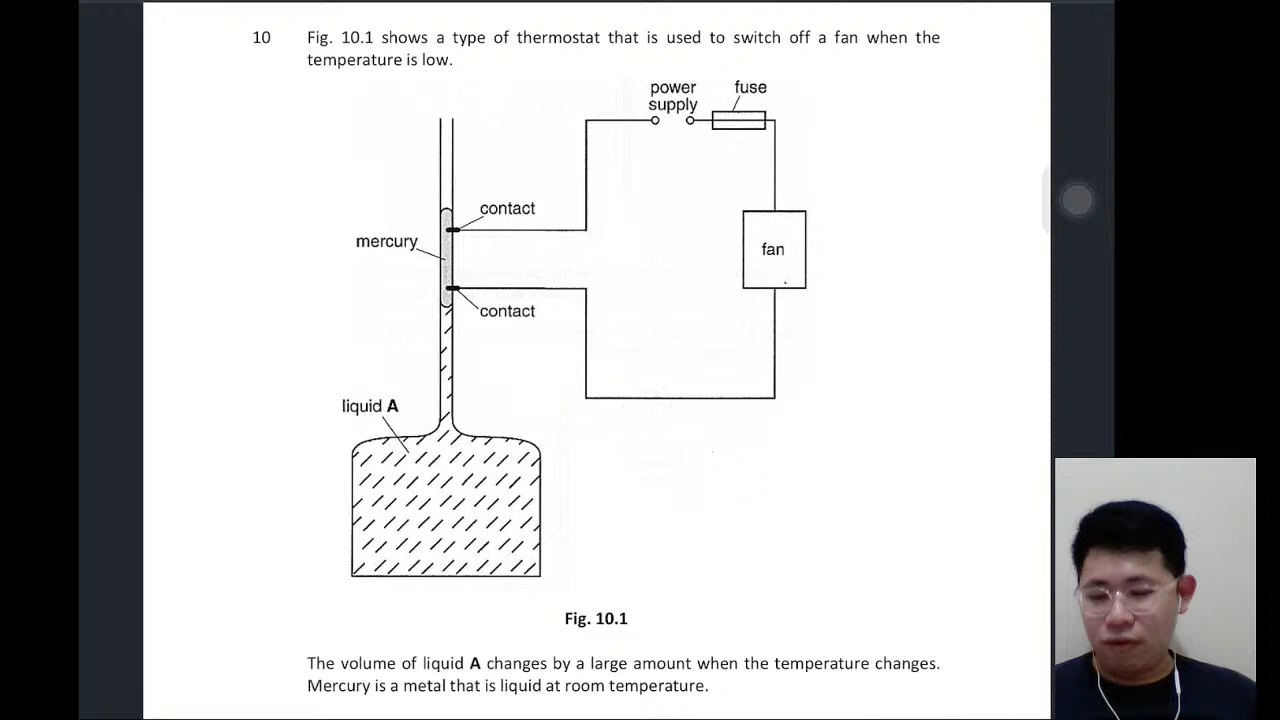 10 Fig. 10.1 shows a type of thermostat that is used to switch off a fan when the
temperature is low.
power
supply
fuse
contact
mercury
fan
contact
liquid A
Fig. 10.1
The volume of liquid A changes by a large amount when the temperature changes.
Mercury is a metal that is liquid at room temperature.